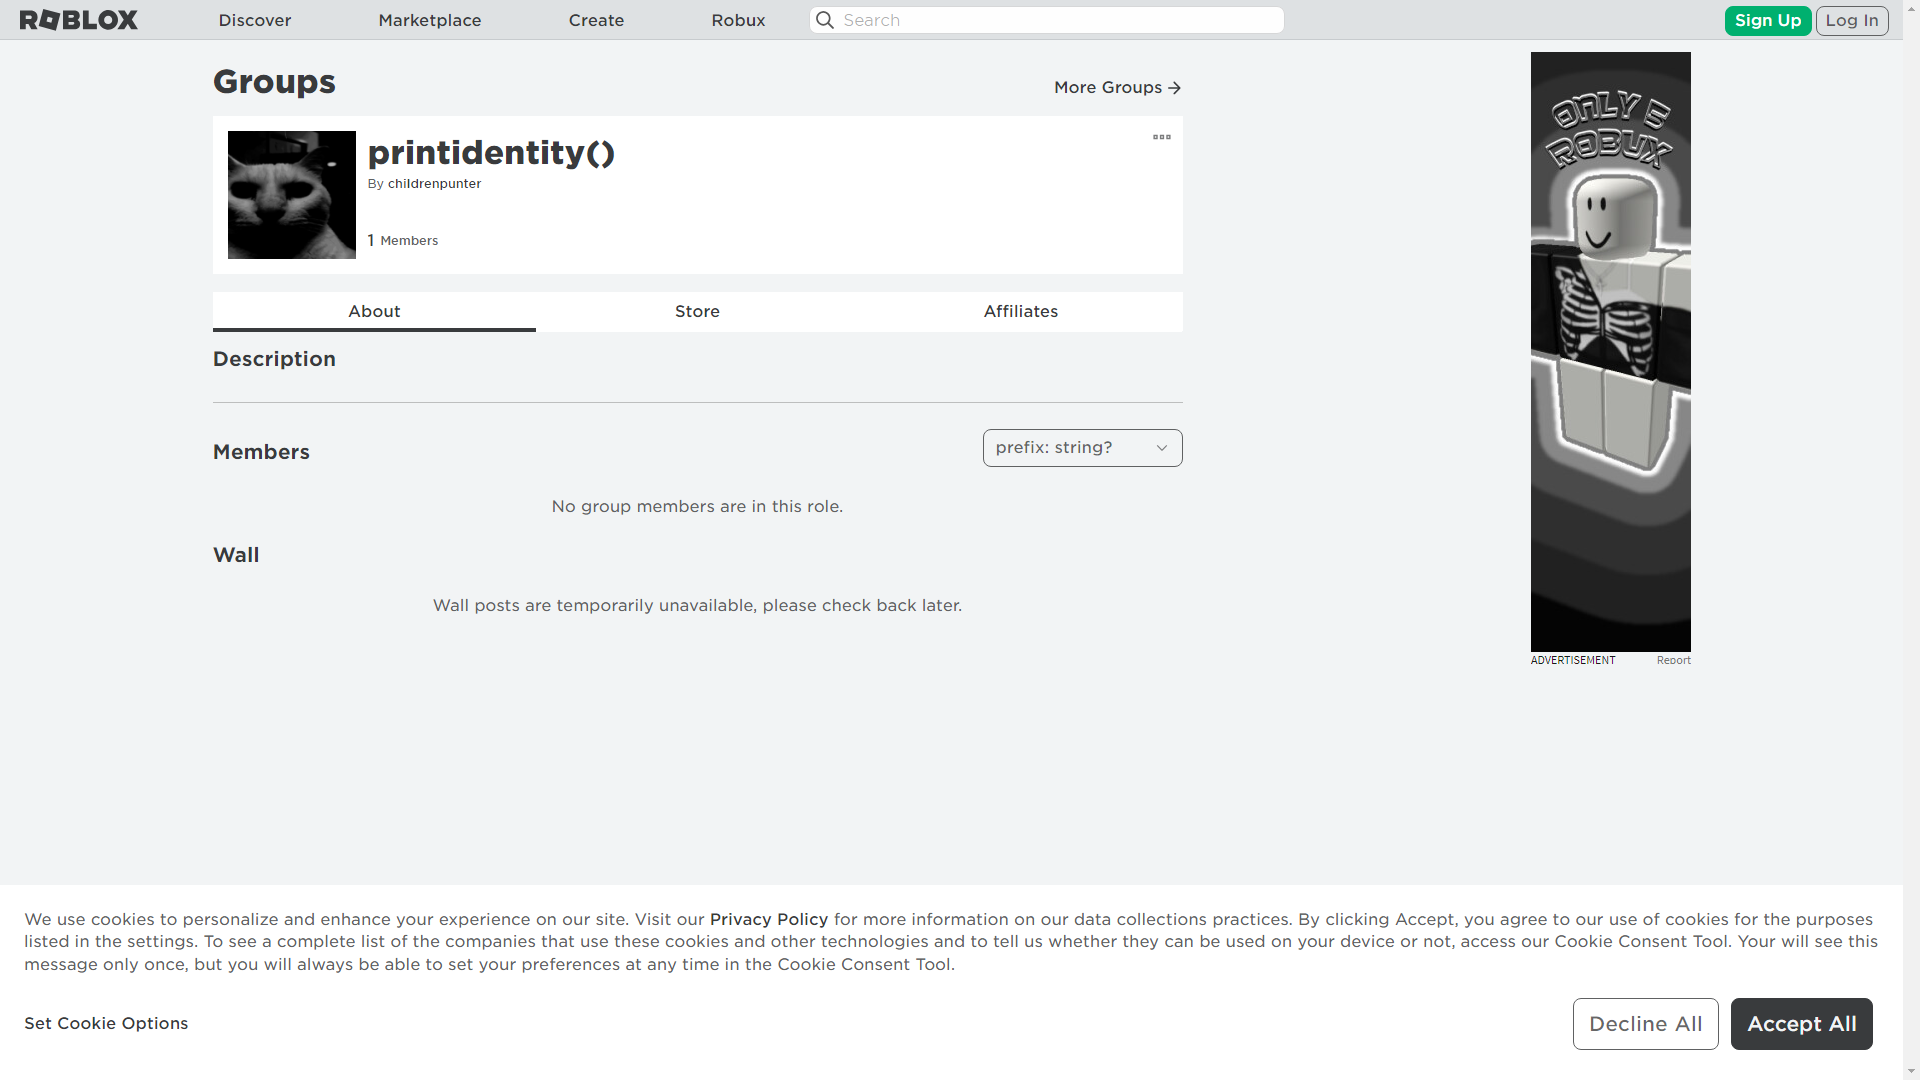 ROBLOX Discover Marketplace Create Robux Search Sign Up Log In
Groups
More Groups →
printidentity()
By childrenpunter
1 Members
About Store Affiliates
Description
Members
prefix: string?
No group members are in this role.
Wall
Wall posts are temporarily unavailable, please check back later.
ONLY 5
ROBUX
ADVERTISEMENT Report
We use cookies to personalize and enhance your experience on our site. Visit our Privacy Policy for more information on our data collections practices. By clicking Accept, you agree to our use of cookies for the purposes
listed in the settings. To see a complete list of the companies that use these cookies and other technologies and to tell us whether they can be used on your device or not, access our Cookie Consent Tool. Your will see this
message only once, but you will always be able to set your preferences at any time in the Cookie Consent Tool.
Set Cookie Options
Decline All
Accept All